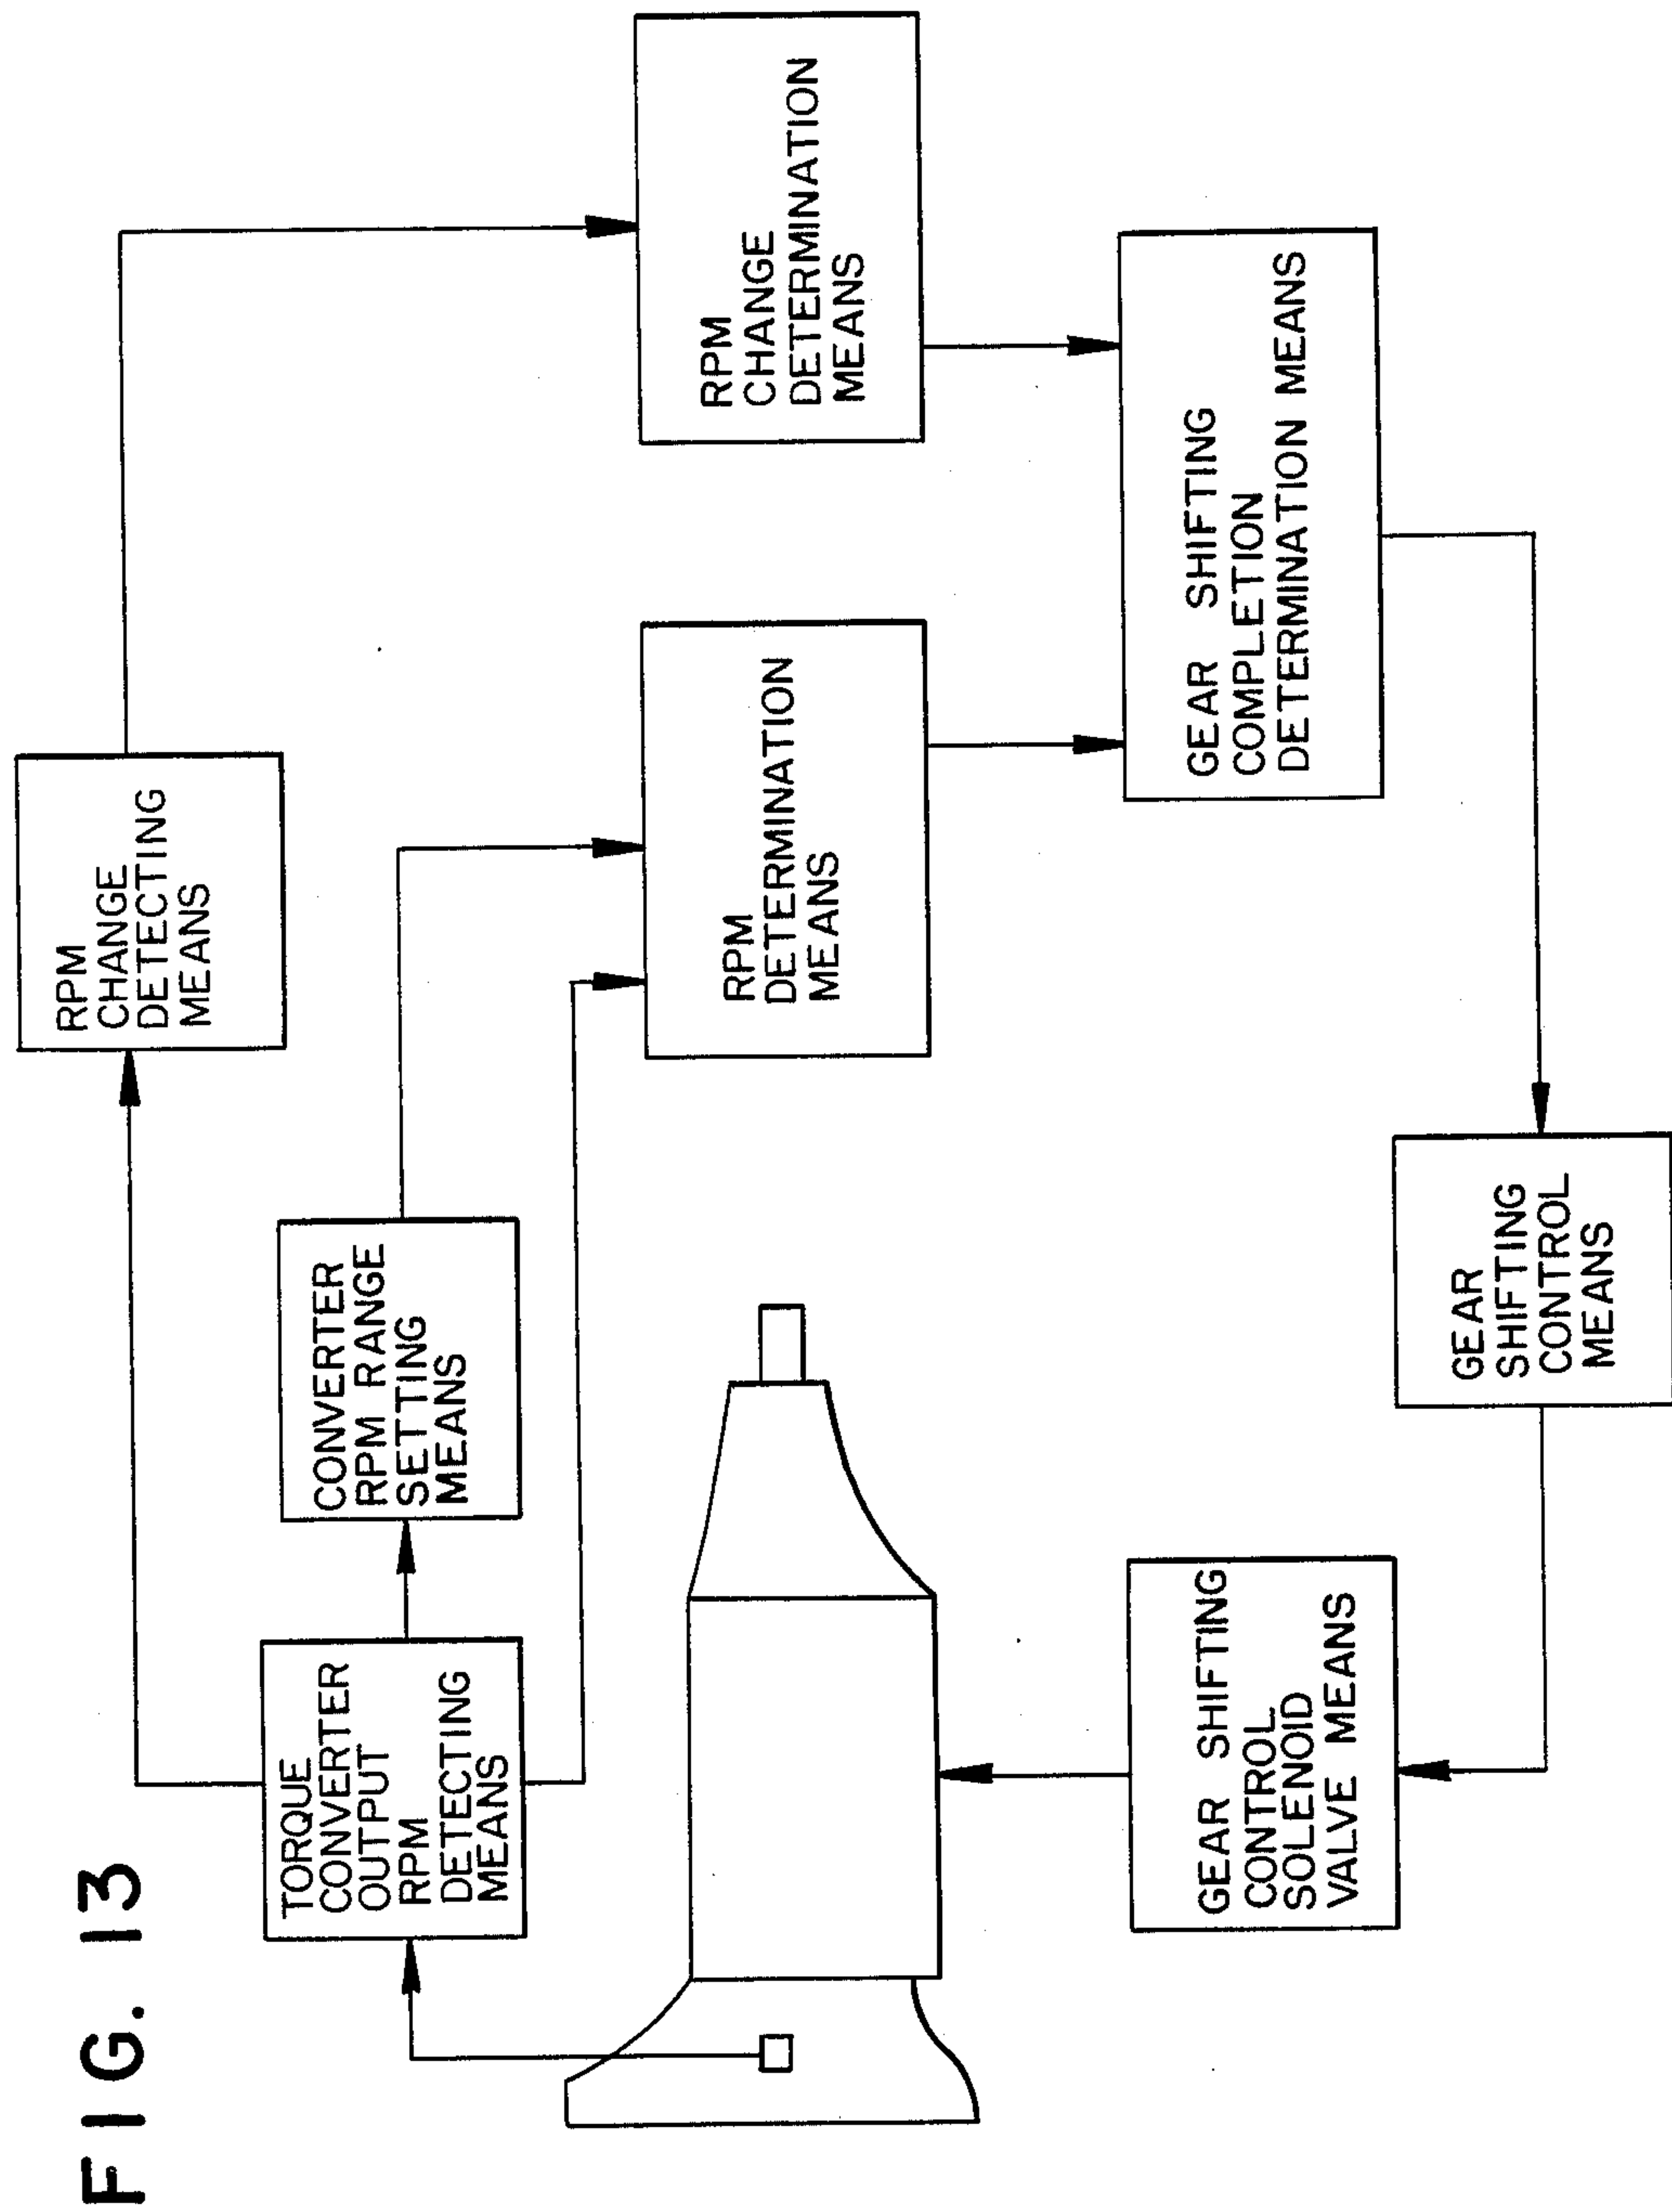 FIG. 13
TORQUE
CONVERTER
OUTPUT
RPM
DETECTING
MEANS
CONVERTER
RPM RANGE
SETTING
MEANS
RPM
CHANGE
DETECTING
MEANS
RPM
DETERMINATION
MEANS
RPM
CHANGE
DETERMINATION
MEANS
GEAR SHIFTING
CONTROL
SOLENOID
VALVE MEANS
GEAR
SHIFTING
CONTROL
MEANS
GEAR SHIFTING
COMPLETION
DETERMINATION MEANS